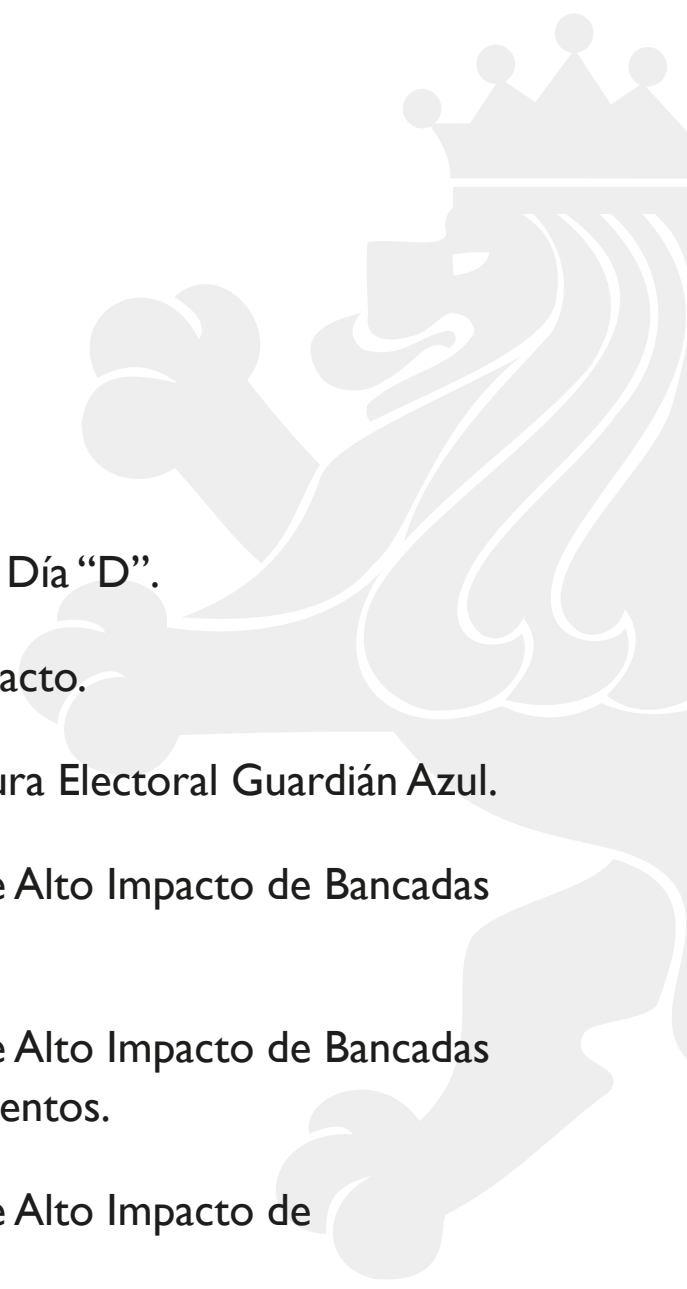 Día “D”.
acto.
ura Electoral Guardián Azul.
e Alto Impacto de Bancadas
e Alto Impacto de Bancadas
entos.
e Alto Impacto de